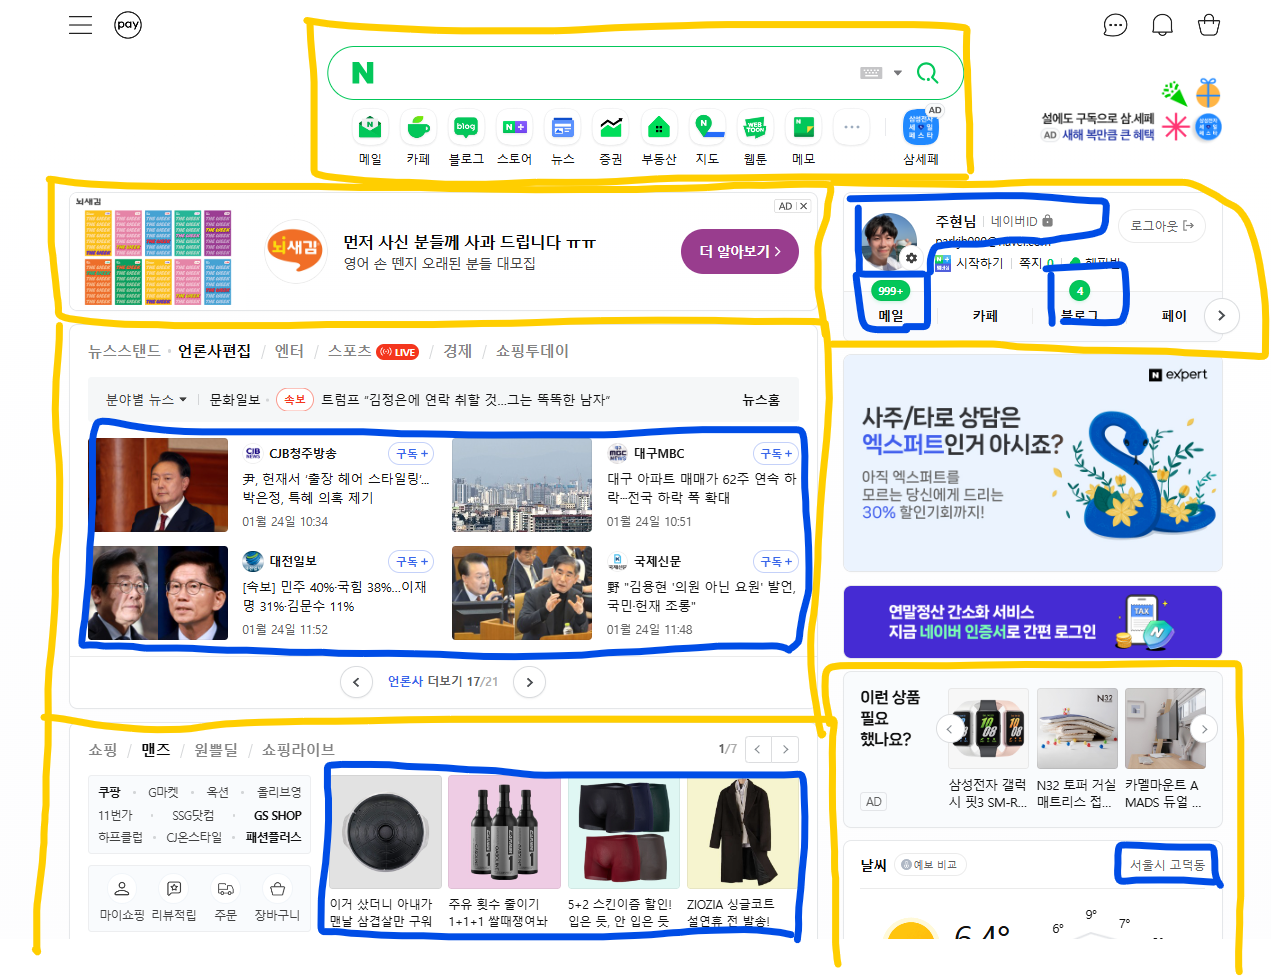 pay
N
메일
카페
blog
블로그
N+
스토어
뉴스
증권
부동산
지도
WEB TOON
웹툰
메모
AD
삼성전자 세일 페스타
삼세페
설에도 구독으로 삼.세페
AD 새해 복만큼 큰 혜택
뇌새김
뇌새김
먼저 사신 분들께 사과 드립니다 ㅠㅠ
영어 손 뗀지 오래된 분들 대모집
더 알아보기 >
AD X
주현님 네이버ID
로그아웃
시작하기 쪽지 0
999+
메일
카페
4
블로그
페이
뉴스스탠드 · 언론사편집 / 엔터 / 스포츠 LIVE / 경제 / 쇼핑투데이
분야별 뉴스 문화일보 속보 트럼프 “김정은에 연락 취할 것…그는 똑똑한 남자”
뉴스홈
CJB청주방송 구독 +
尹, 헌재서 '출장 헤어 스타일링'…
박은정, 특혜 의혹 제기
01월 24일 10:34
대구MBC 구독 +
대구 아파트 매매가 62주 연속 하
락···전국 하락 폭 확대
01월 24일 10:51
대전일보 구독 +
[속보] 민주 40%·국힘 38%…이재
명 31%·김문수 11%
01월 24일 11:52
국제신문 구독 +
野 "김용현 '의원 아닌 요원' 발언,
국민·헌재 조롱"
01월 24일 11:48
언론사 더보기 17/21
N expert
사주/타로 상담은
엑스퍼트인거 아시죠?
아직 엑스퍼트를
모르는 당신에게 드리는
30% 할인기회까지!
연말정산 간소화 서비스
지금 네이버 인증서로 간편 로그인
TAX
N
쇼핑 / 맨즈 / 원쁠딜 / 쇼핑라이브
1/7
쿠팡 · G마켓 · 옥션 · 올리브영
11번가 · SSG닷컴 · GS SHOP
하프클럽 · CJ온스타일 · 패션플러스
마이쇼핑 리뷰적립 주문 장바구니
이거 샀더니 아내가
맨날 삼겹살만 구워
주유 횟수 줄이기
1+1+1 쌀때쟁여놔
5+2 스킨이즘 할인!
입은 듯, 안 입은 듯
ZIOZIA 싱글코트
설연휴 전 발송!
이런 상품
필요
했나요?
AD
삼성전자 갤럭
시 핏3 SM-R...
N32
N32 토퍼 거실
매트리스 접...
카멜마운트 A
MADS 듀얼 ...
날씨 예보 비교
서울시 고덕동
6.4°
6°
9°
7°